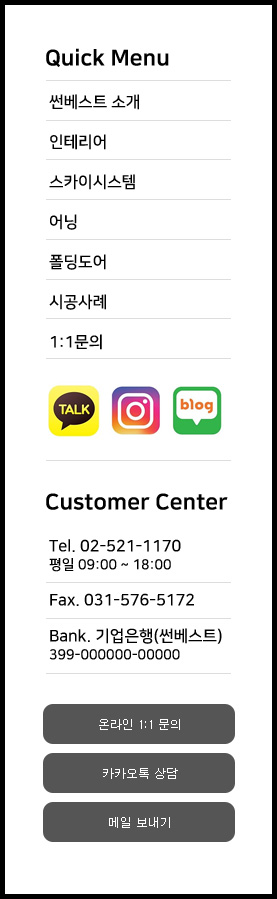 Quick Menu
썬베스트 소개
인테리어
스카이시스템
어닝
폴딩도어
시공사례
1:1문의
TALK
blog
Customer Center
Tel. 02-521-1170
평일 09:00 ~ 18:00
Fax. 031-576-5172
Bank. 기업은행(썬베스트)
399-000000-00000
온라인 1:1 문의
카카오톡 상담
메일 보내기